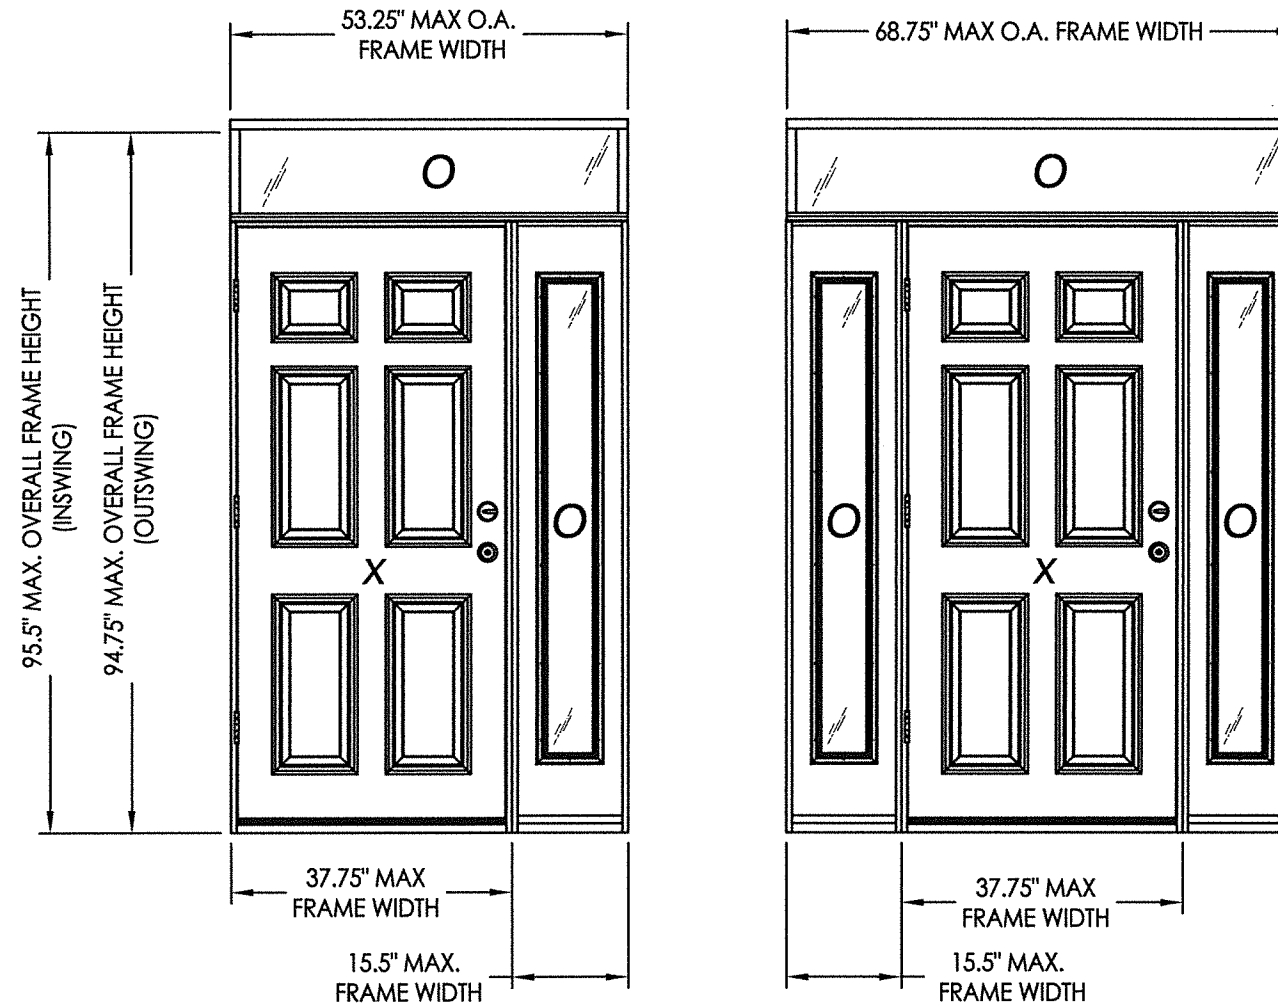 53.25" MAX O.A.
FRAME WIDTH
68.75" MAX O.A. FRAME WIDTH
95.5" MAX. OVERALL FRAME HEIGHT
(INSWING)
94.75" MAX. OVERALL FRAME HEIGHT
(OUTSWING)
O
O
X
O
O
X
O
O
37.75" MAX
FRAME WIDTH
15.5" MAX.
FRAME WIDTH
37.75" MAX
FRAME WIDTH
15.5" MAX.
FRAME WIDTH